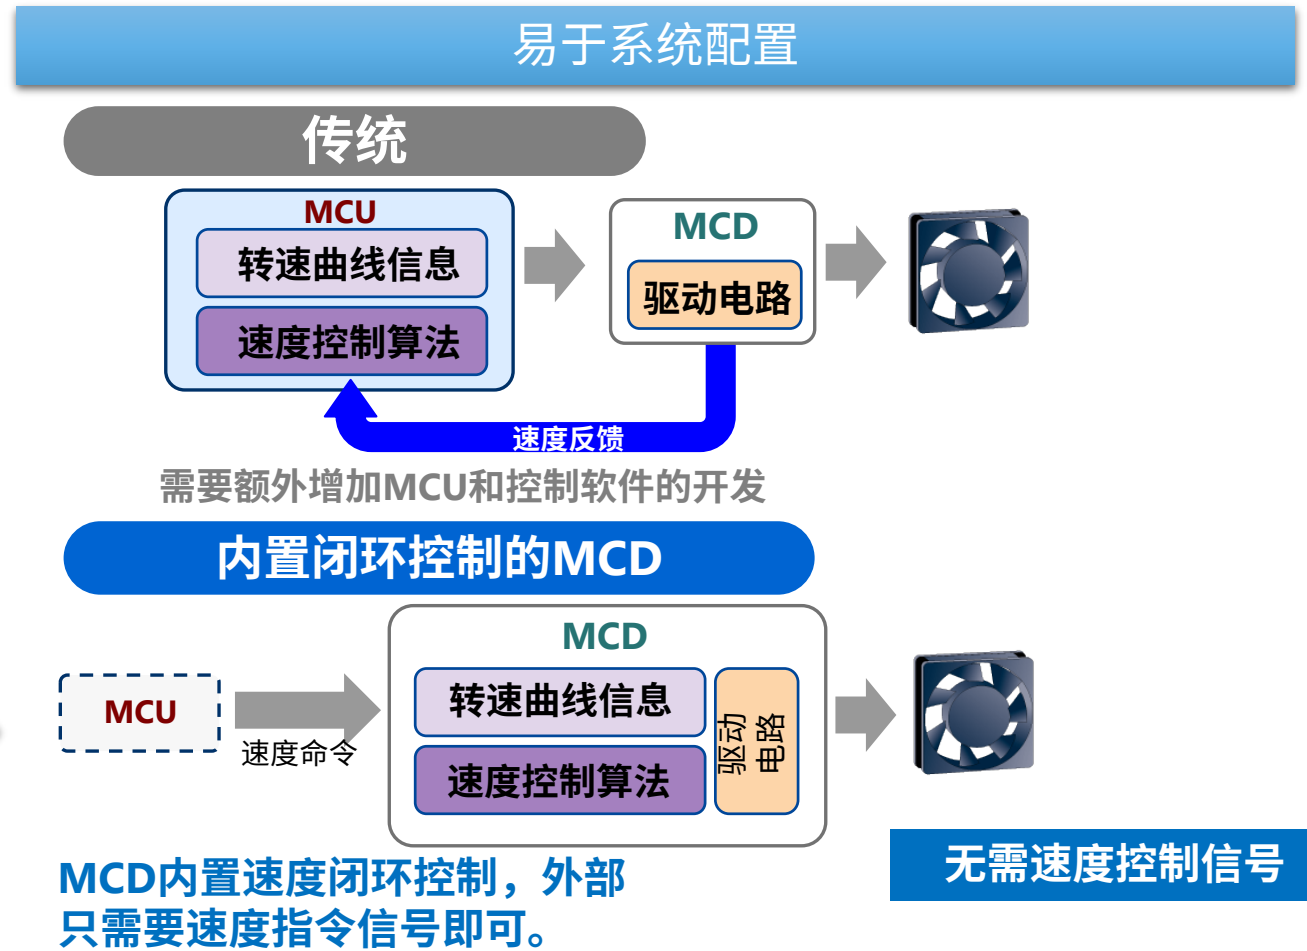 易于系统配置
传统
MCU
转速曲线信息
速度控制算法
MCD
驱动电路
速度反馈
需要额外增加MCU和控制软件的开发
内置闭环控制的MCD
MCU
速度命令
MCD
转速曲线信息
速度控制算法
驱动
电路
MCD内置速度闭环控制，外部
只需要速度指令信号即可。
无需速度控制信号